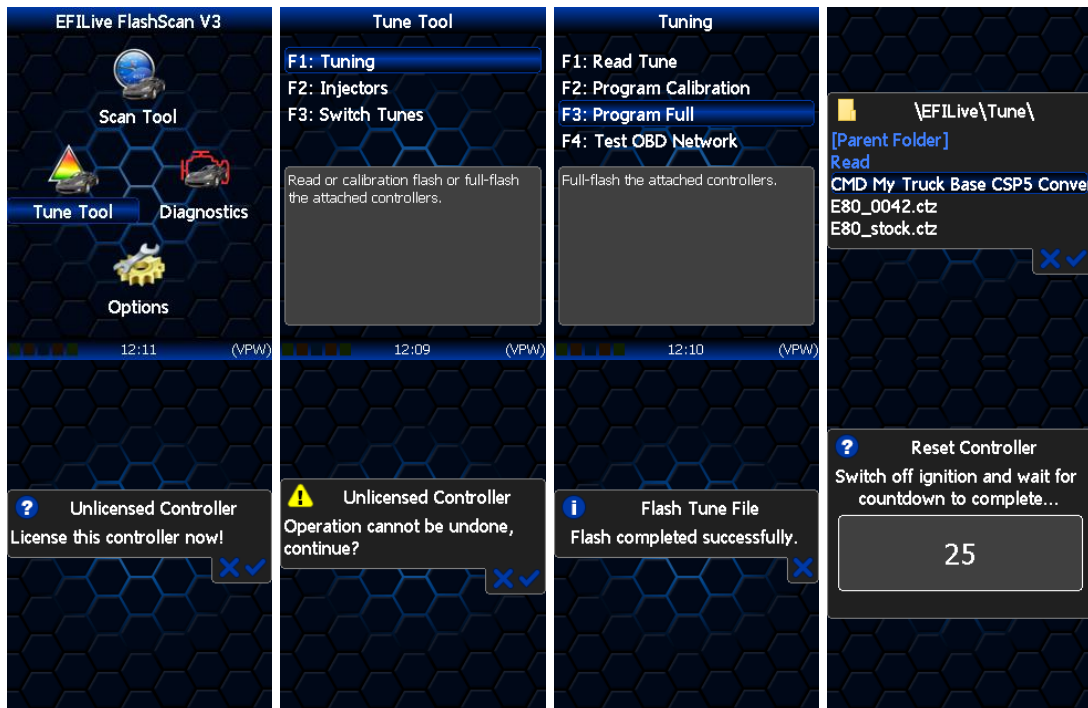 EFILive FlashScan V3
Scan Tool
Tune Tool
Diagnostics
Options
12:11 (VPW)
Tune Tool
F1: Tuning
F2: Injectors
F3: Switch Tunes
Read or calibration flash or full-flash
the attached controllers.
12:09 (VPW)
Tuning
F1: Read Tune
F2: Program Calibration
F3: Program Full
F4: Test OBD Network
Full-flash the attached controllers.
12:10 (VPW)
\EFILive\Tune\
[Parent Folder]
Read
CMD My Truck Base CSP5 Conver
E80_0042.ctz
E80_stock.ctz
Unlicensed Controller
License this controller now!
Unlicensed Controller
Operation cannot be undone,
continue?
Flash Tune File
Flash completed successfully.
Reset Controller
Switch off ignition and wait for
countdown to complete...
25